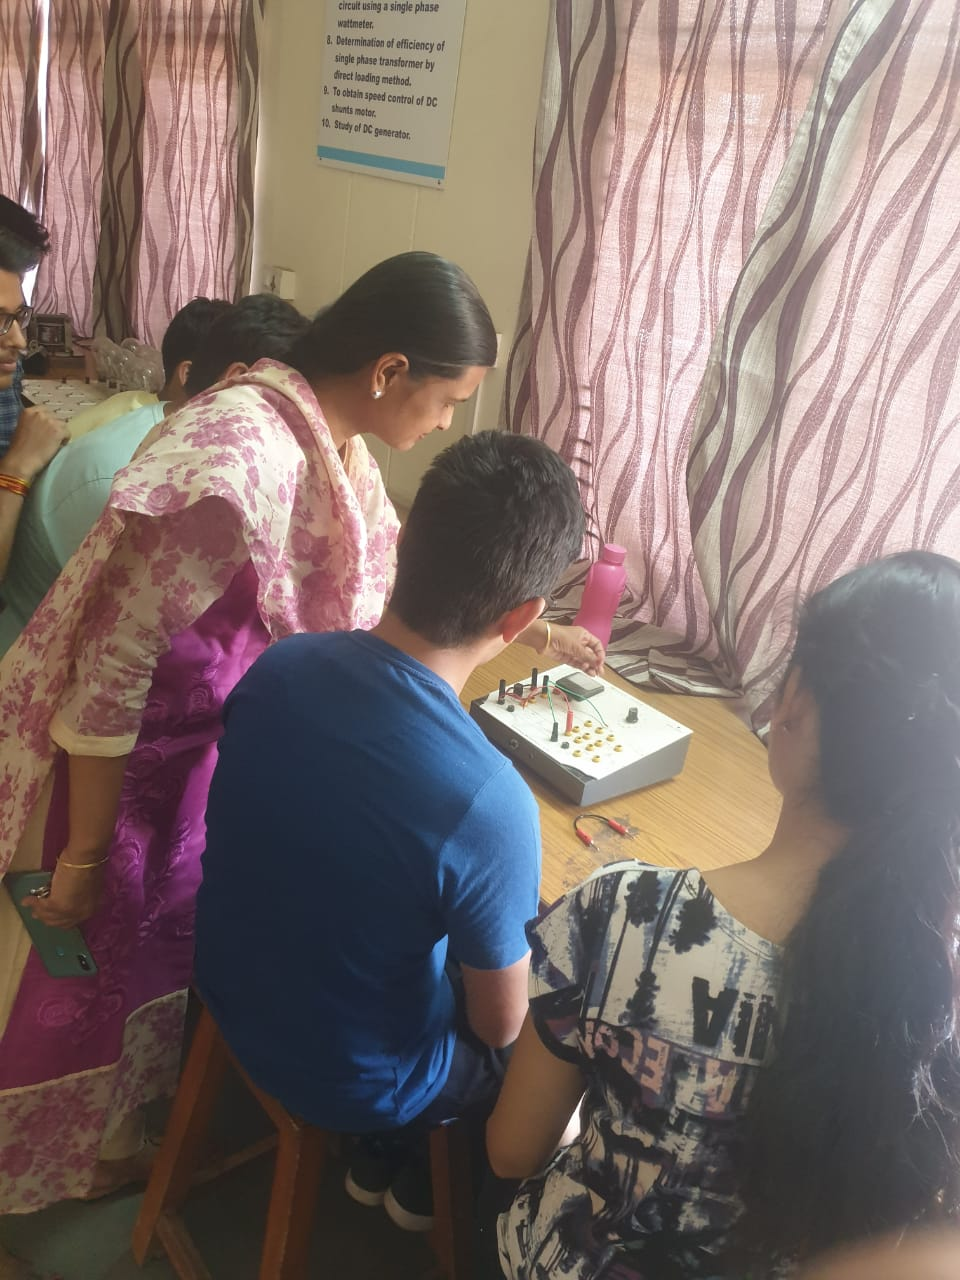 circuit using a single phase
wattmeter.
8. Determination of efficiency of
single phase transformer by
direct loading method.
9. To obtain speed control of DC
shunts motor.
10. Study of DC generator.